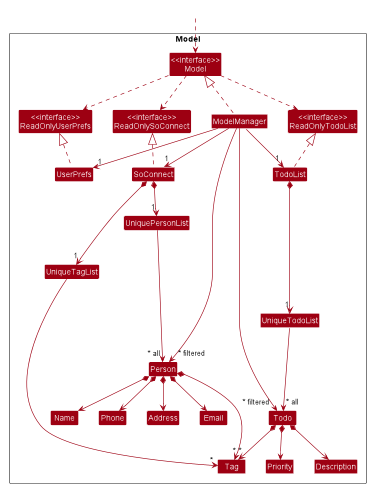 Model
<<interface>>
Model
<<interface>>
ReadOnlyUserPrefs
<<interface>>
ReadOnlySoConnect
ModelManager
<<interface>>
ReadOnlyTodoList
1
1
1
UserPrefs
SoConnect
TodoList
1
UniquePersonList
1
UniqueTagList
1
UniqueTodoList
* all
* filtered
Person
* filtered
* all
Name
Phone
Address
Email
Todo
*
* *
Tag
Priority
Description